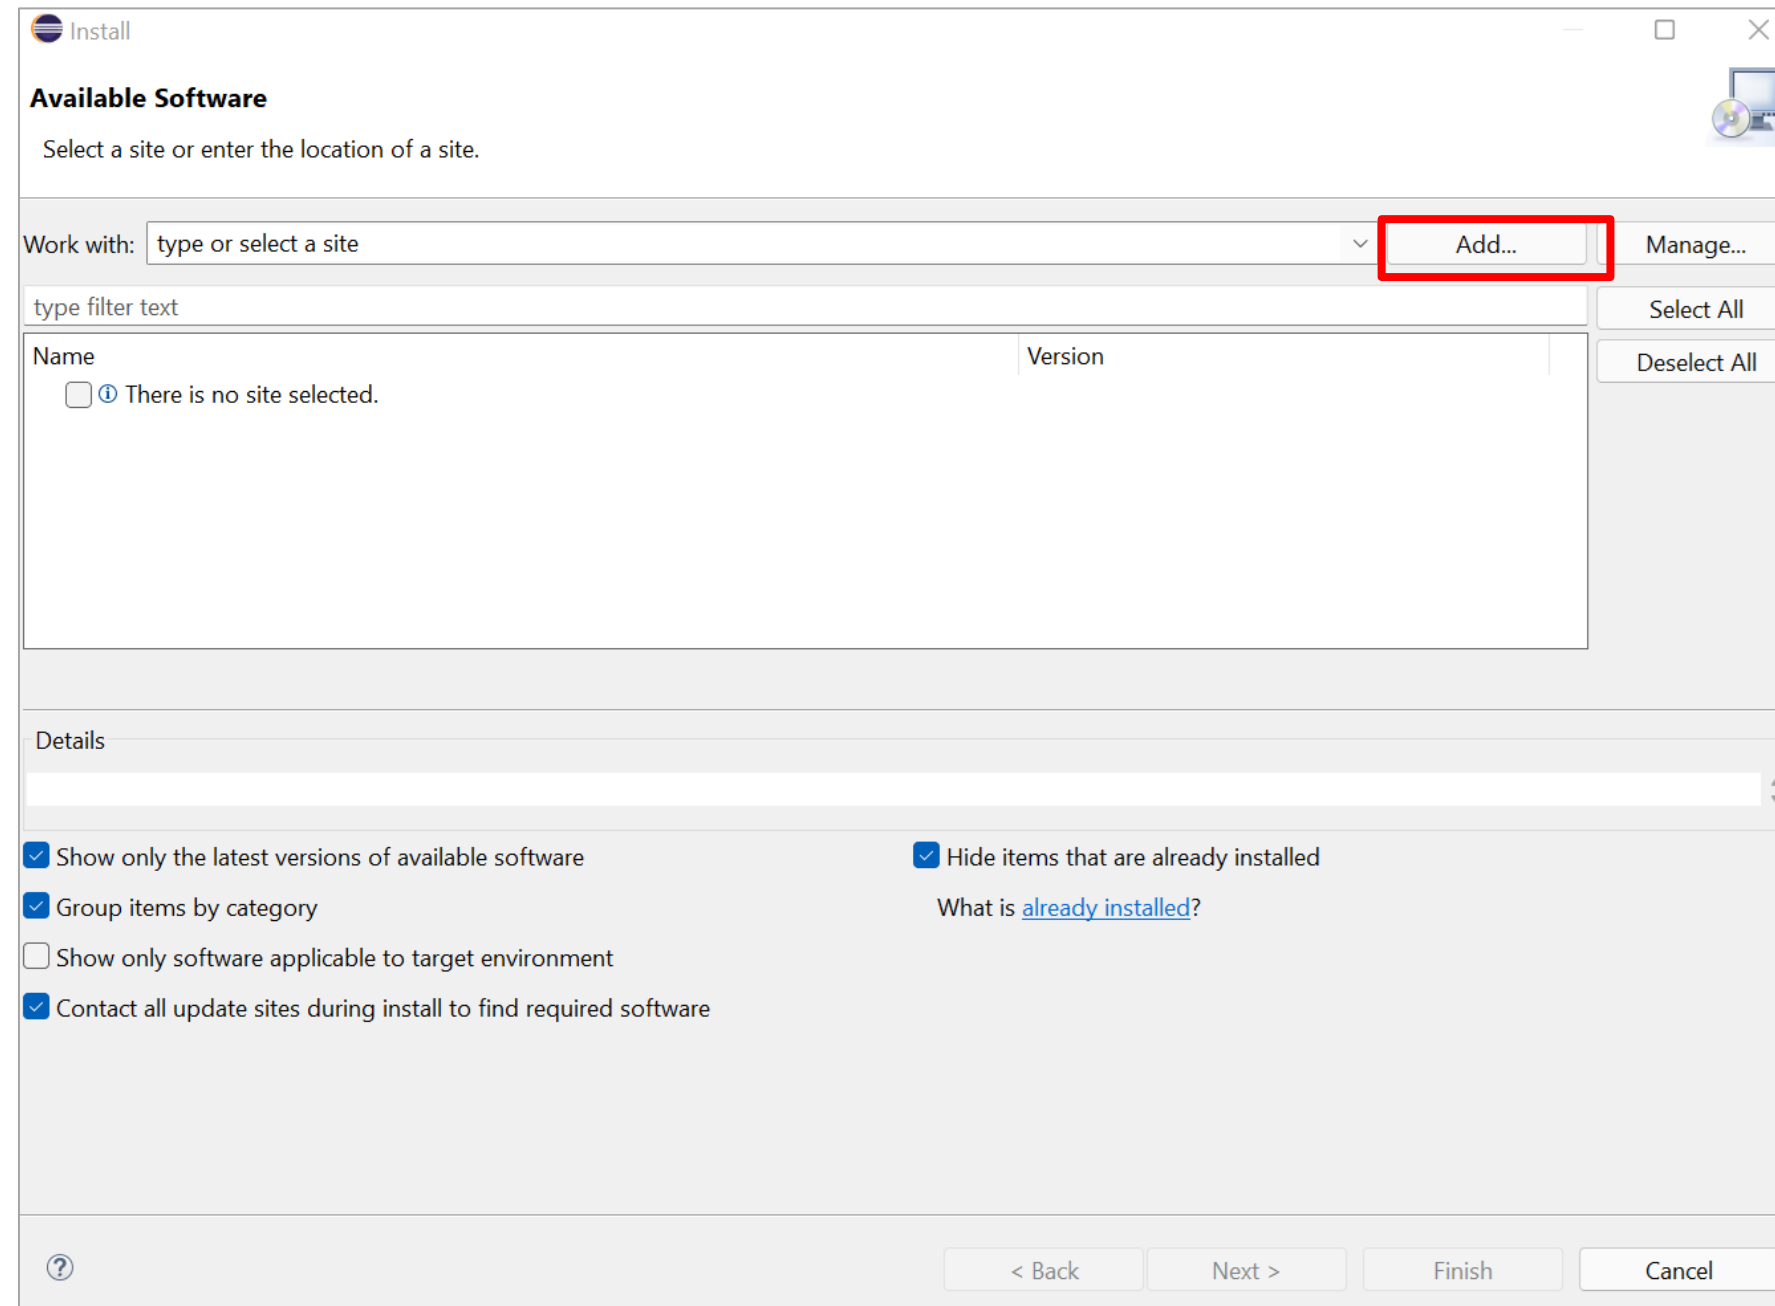 Install
Available Software
Select a site or enter the location of a site.
Work with: type or select a site Add... Manage...
type filter text Select All
Name Version Deselect All
There is no site selected.
Details
Show only the latest versions of available software Hide items that are already installed
Group items by category What is already installed?
Show only software applicable to target environment
Contact all update sites during install to find required software
? < Back Next > Finish Cancel